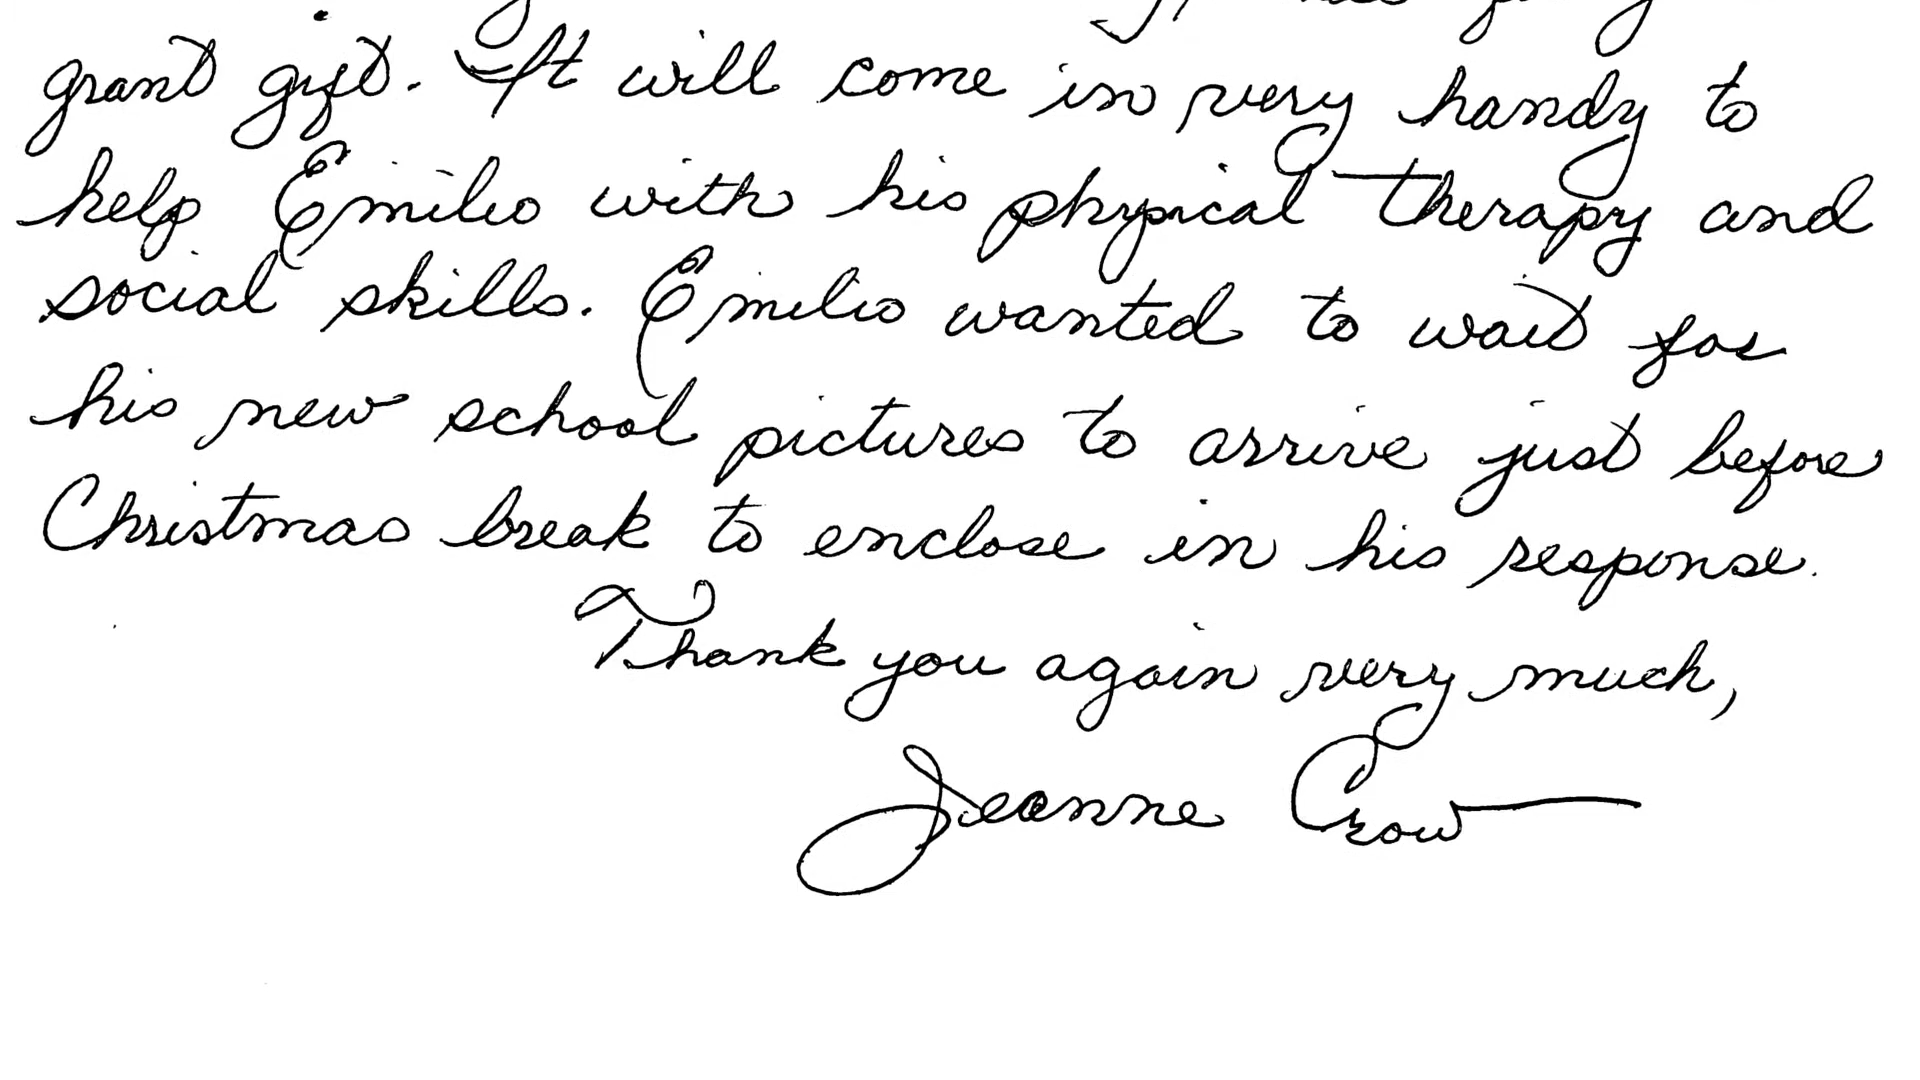 grant gift. It will come in very handy to
help Emilio with his physical therapy and
social skills. Emilio wanted to wait for
his new school pictures to arrive just before
Christmas break to enclose in his response.
Thank you again very much,
Jeanne Crow